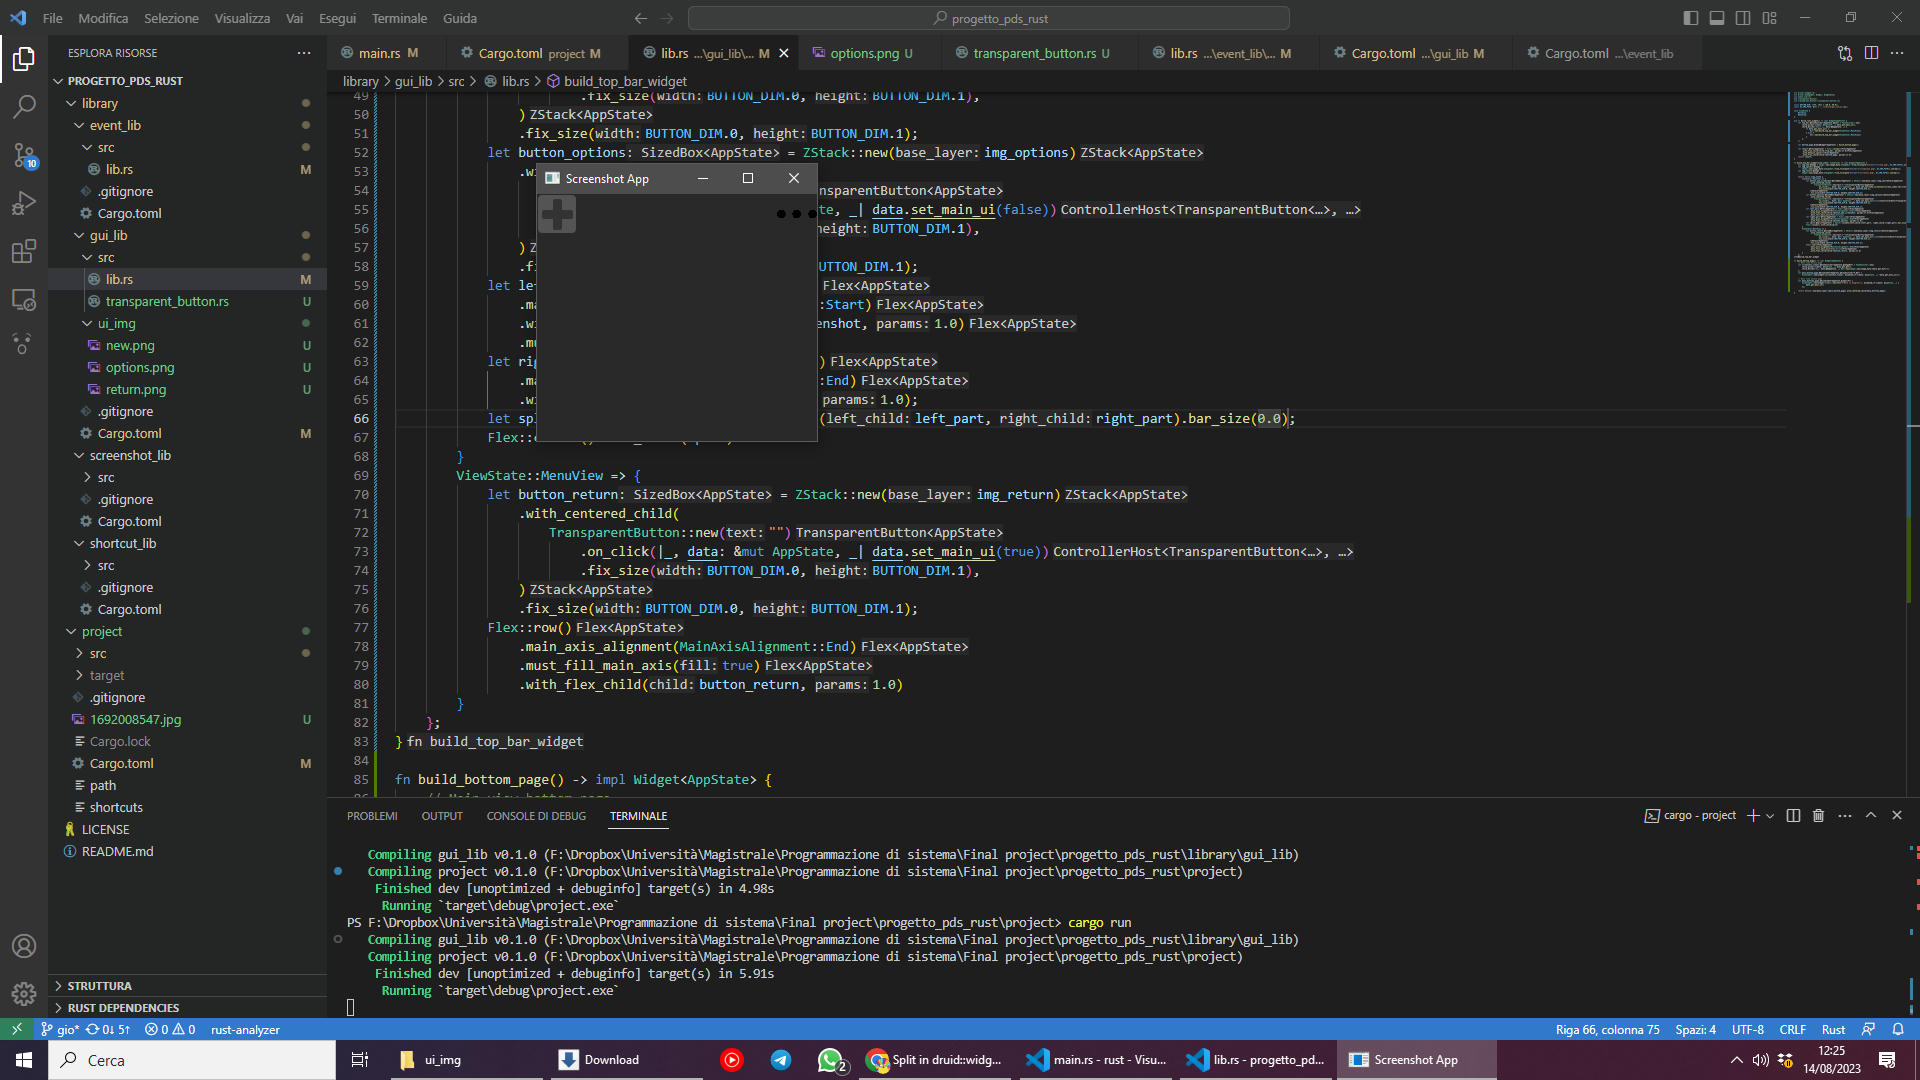 File Modifica Selezione Visualizza Vai Esegui Terminale Guida
progetto_pds_rust
ESPLORA RISORSE
PROGETTO_PDS_RUST
library
event_lib
src
lib.rs M
.gitignore
Cargo.toml
gui_lib
src
lib.rs M
transparent_button.rs U
ui_img
new.png U
options.png U
return.png U
.gitignore
Cargo.toml M
screenshot_lib
src
.gitignore
Cargo.toml
shortcut_lib
src
.gitignore
Cargo.toml
project
src
target
.gitignore
1692008547.jpg U
Cargo.lock
Cargo.toml M
path
shortcuts
LICENSE
README.md
STRUTTURA
RUST DEPENDENCIES
10
main.rs M Cargo.toml project M lib.rs ...\gui_lib\... M options.png U transparent_button.rs U lib.rs ...\event_lib\... M Cargo.toml ...\gui_lib M Cargo.toml ...\event_lib
library > gui_lib > src > lib.rs > build_top_bar_widget
49 .fix_size(width: BUTTON_DIM.0, height: BUTTON_DIM.1),
50 ) ZStack<AppState>
51 .fix_size(width: BUTTON_DIM.0, height: BUTTON_DIM.1);
52 let button_options: SizedBox<AppState> = ZStack::new(base_layer: img_options) ZStack<AppState>
53 .wi
54 nsparentButton<AppState>
55 te, _| data.set_main_ui(false)) ControllerHost<TransparentButton<…>, …>
56 height: BUTTON_DIM.1),
57 ) Z
58 .fi UTTON_DIM.1);
59 let let Flex<AppState>
60 .ma :Start) Flex<AppState>
61 .wi enshot, params: 1.0) Flex<AppState>
62 .mu
63 let rig ) Flex<AppState>
64 .ma :End) Flex<AppState>
65 .wi params: 1.0);
66 let spl (left_child: left_part, right_child: right_part).bar_size(0.0);
67 Flex::
68 }
69 ViewState::MenuView => {
70 let button_return: SizedBox<AppState> = ZStack::new(base_layer: img_return) ZStack<AppState>
71 .with_centered_child(
72 TransparentButton::new(text: "") TransparentButton<AppState>
73 .on_click(|_, data: &mut AppState, _| data.set_main_ui(true)) ControllerHost<TransparentButton<…>, …>
74 .fix_size(width: BUTTON_DIM.0, height: BUTTON_DIM.1),
75 ) ZStack<AppState>
76 .fix_size(width: BUTTON_DIM.0, height: BUTTON_DIM.1);
77 Flex::row() Flex<AppState>
78 .main_axis_alignment(MainAxisAlignment::End) Flex<AppState>
79 .must_fill_main_axis(fill: true) Flex<AppState>
80 .with_flex_child(child: button_return, params: 1.0)
81 }
82 };
83 } fn build_top_bar_widget
84
85 fn build_bottom_page() -> impl Widget<AppState> {
86 // Main view bottom page
Screenshot App
PROBLEMI OUTPUT CONSOLE DI DEBUG TERMINALE
cargo - project
Compiling gui_lib v0.1.0 (F:\Dropbox\Università\Magistrale\Programmazione di sistema\Final project\progetto_pds_rust\library\gui_lib)
Compiling project v0.1.0 (F:\Dropbox\Università\Magistrale\Programmazione di sistema\Final project\progetto_pds_rust\project)
Finished dev [unoptimized + debuginfo] target(s) in 4.98s
Running `target\debug\project.exe`
PS F:\Dropbox\Università\Magistrale\Programmazione di sistema\Final project\progetto_pds_rust\project> cargo run
Compiling gui_lib v0.1.0 (F:\Dropbox\Università\Magistrale\Programmazione di sistema\Final project\progetto_pds_rust\library\gui_lib)
Compiling project v0.1.0 (F:\Dropbox\Università\Magistrale\Programmazione di sistema\Final project\progetto_pds_rust\project)
Finished dev [unoptimized + debuginfo] target(s) in 5.91s
Running `target\debug\project.exe`
gio* 0↓ 5↑ 0 0 rust-analyzer
Riga 66, colonna 75 Spazi: 4 UTF-8 CRLF Rust
Cerca
ui_img
Download
2
Split in druid::widg...
main.rs - rust - Visu...
lib.rs - progetto_pd...
Screenshot App
12:25
14/08/2023